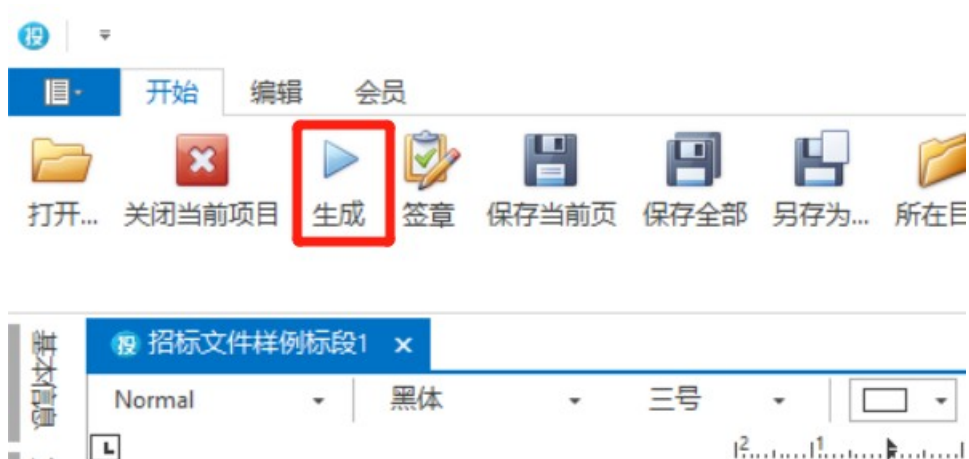 投
开始 编辑 会员
打开... 关闭当前项目 生成 签章 保存当前页 保存全部 另存为... 所在目
基本信息
投 招标文件样例标段1 x
Normal 黑体 三号
L 2 1